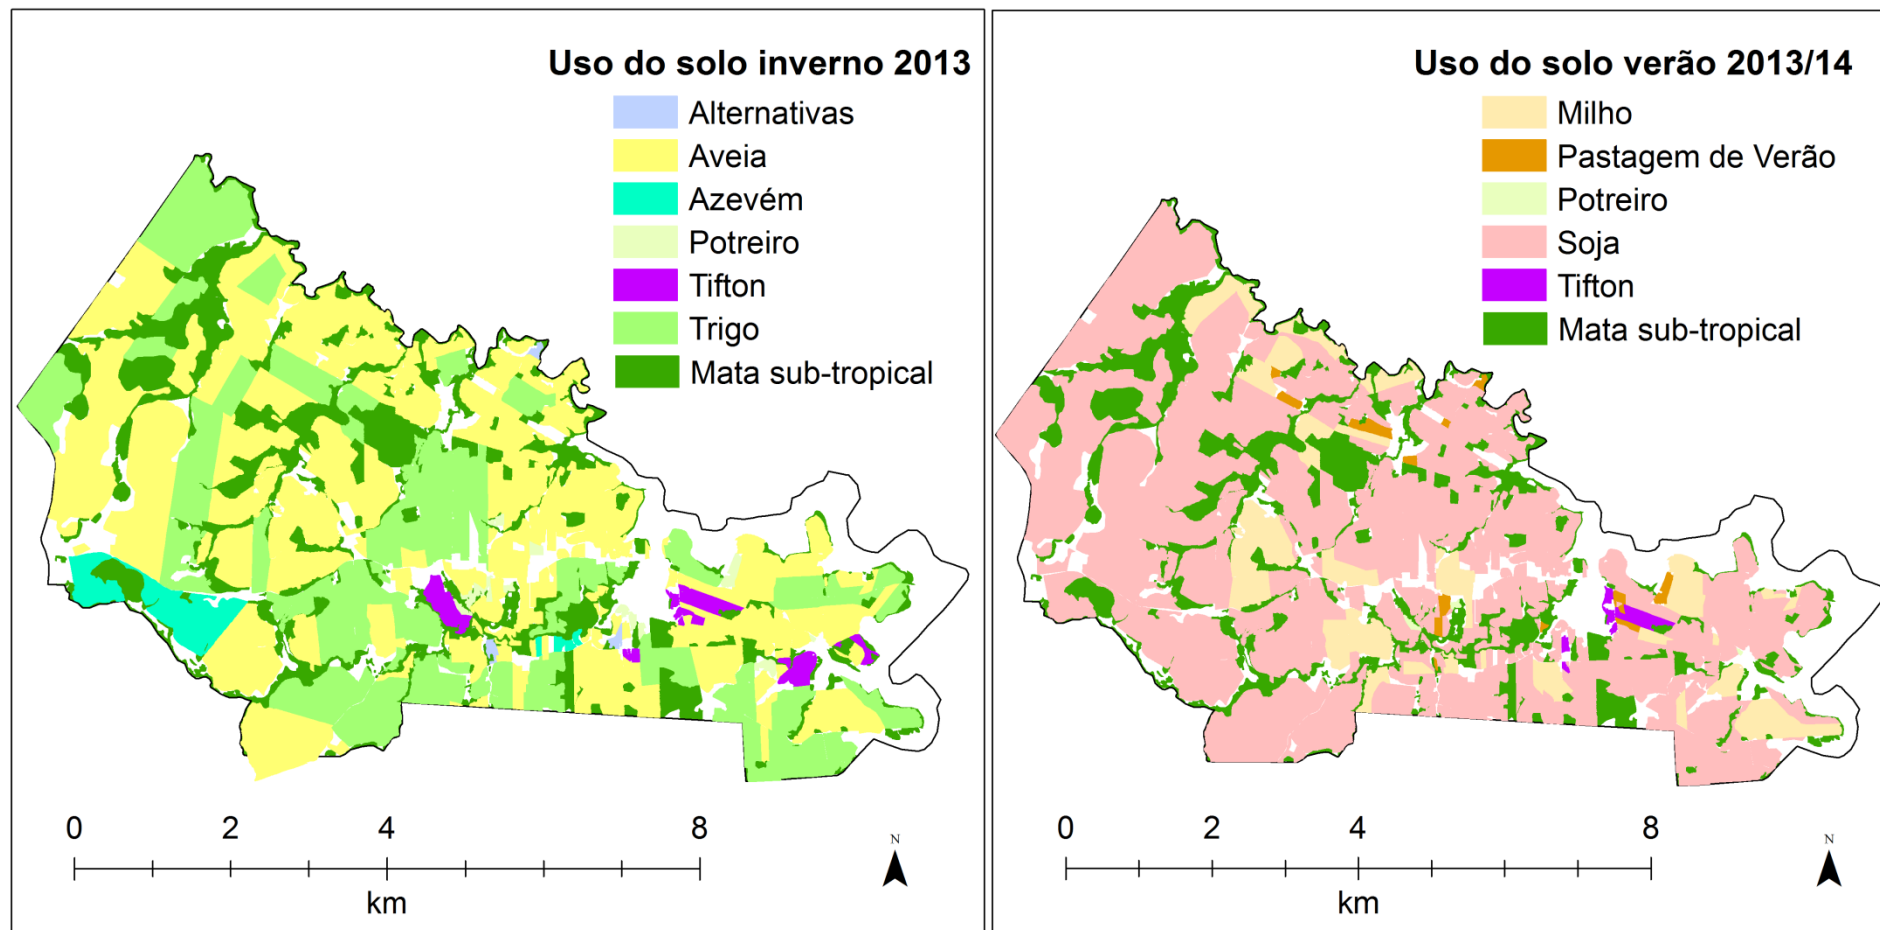 Uso do solo inverno 2013
Alternativas
Aveia
Azevém
Potreiro
Tifton
Trigo
Mata sub-tropical
0 2 4 8
km
N
Uso do solo verão 2013/14
Milho
Pastagem de Verão
Potreiro
Soja
Tifton
Mata sub-tropical
0 2 4 8
km
N